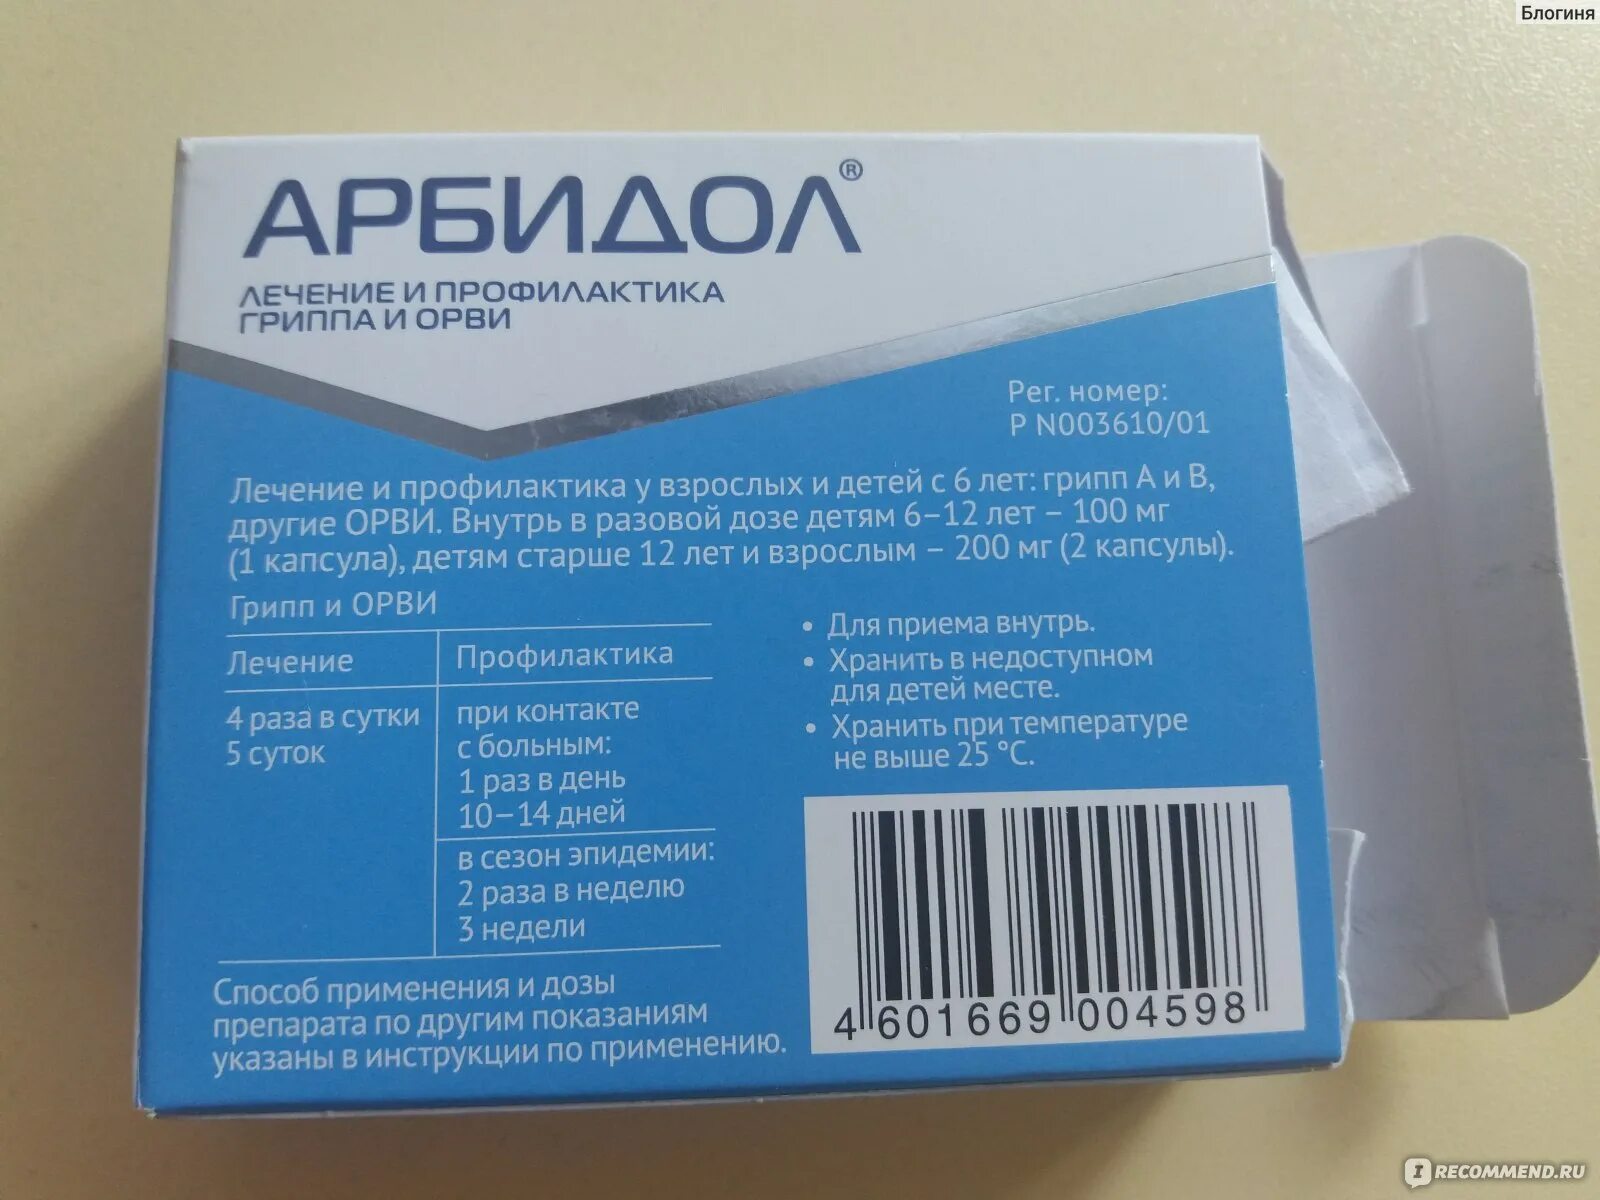 Блогиня
АРБИДОЛ®
ЛЕЧЕНИЕ И ПРОФИЛАКТИКА
ГРИППА И ОРВИ
Рег. номер:
Р N003610/01
Лечение и профилактика у взрослых и детей с 6 лет: грипп А и В,
другие ОРВИ. Внутрь в разовой дозе детям 6–12 лет – 100 мг
(1 капсула), детям старше 12 лет и взрослым – 200 мг (2 капсулы).
Грипп и ОРВИ
Лечение
Профилактика
4 раза в сутки
5 суток
при контакте
с больным:
1 раз в день
10–14 дней
в сезон эпидемии:
2 раза в неделю
3 недели
• Для приема внутрь.
• Хранить в недоступном
для детей месте.
• Хранить при температуре
не выше 25 °С.
Способ применения и дозы
препарата по другим показаниям
указаны в инструкции по применению.
4 601669 004598
IRECOMMEND.RU